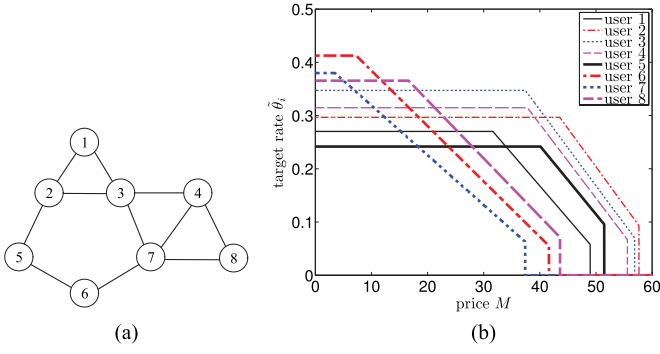 1
2
3
4
5
6
7
8
(a)
0.5
0.4
0.3
0.2
0.1
0
target rate θ̃i
0 10 20 30 40 50 60
price M
user 1
user 2
user 3
user 4
user 5
user 6
user 7
user 8
(b)